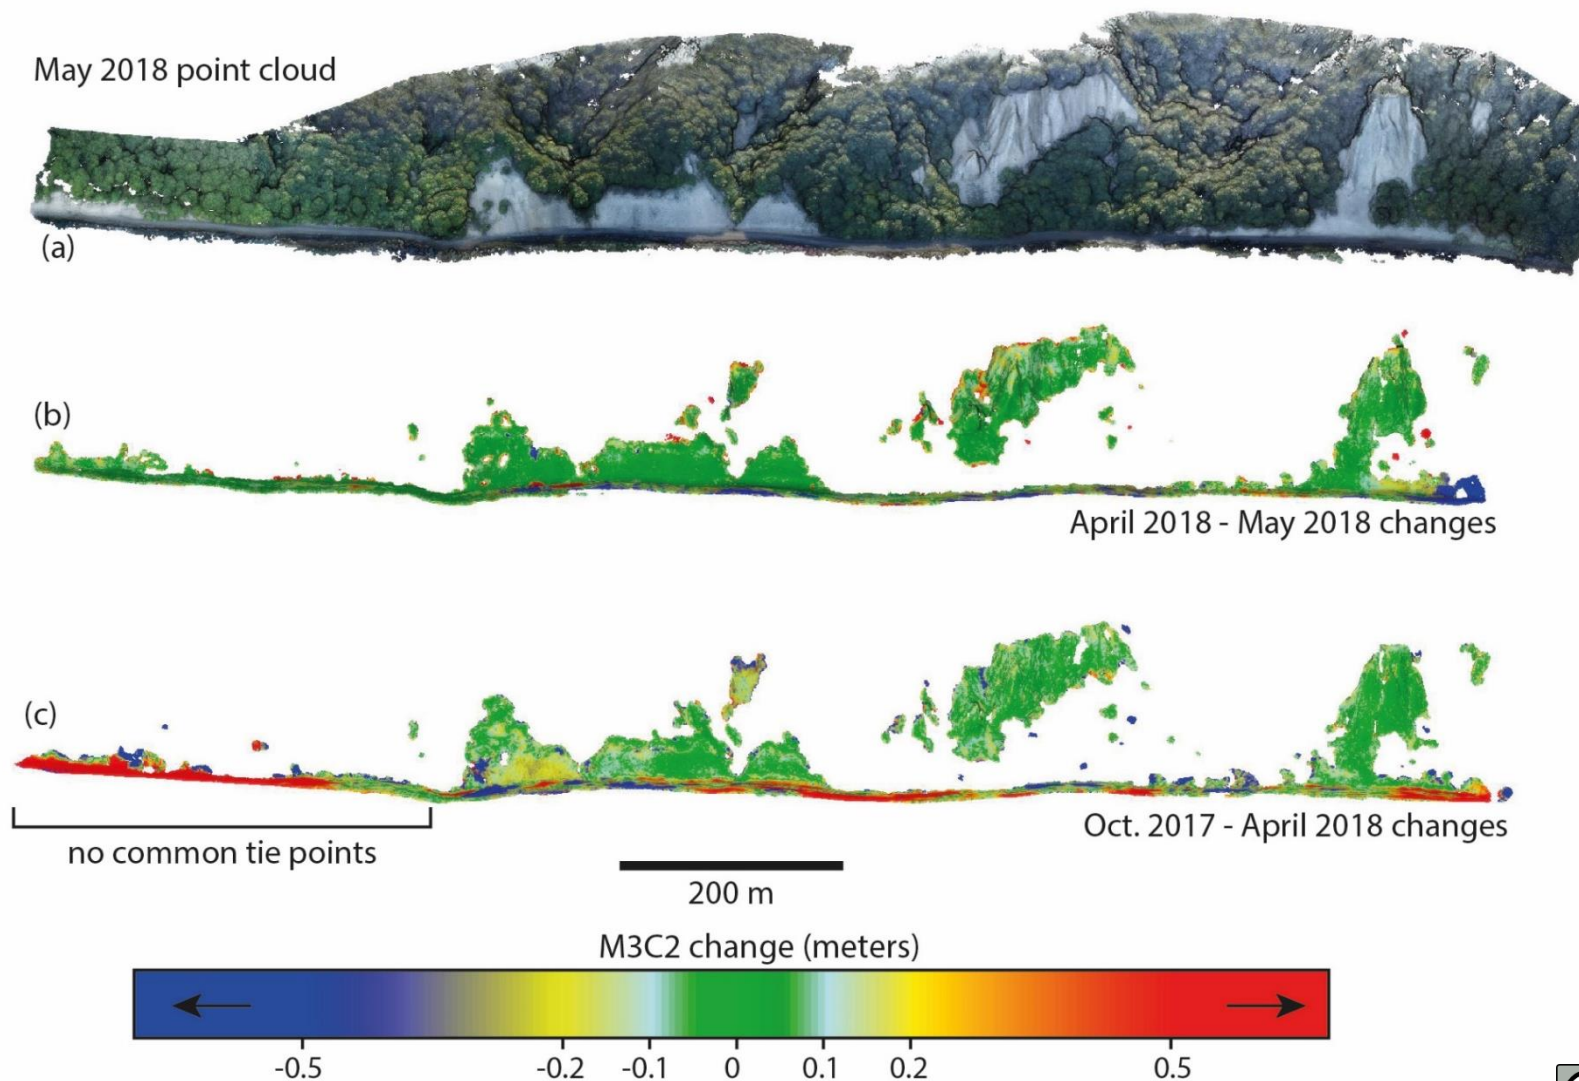 May 2018 point cloud
(a)
(b)
April 2018 - May 2018 changes
(c)
Oct. 2017 - April 2018 changes
no common tie points
200 m
M3C2 change (meters)
-0.5 -0.2 -0.1 0 0.1 0.2 0.5